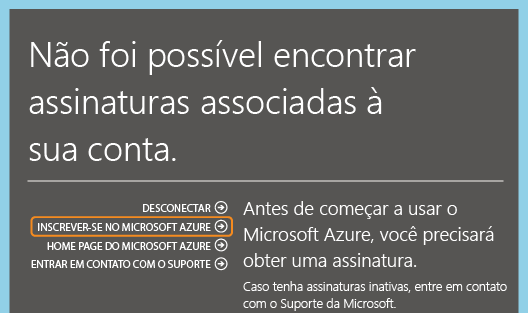 Não foi possível encontrar
assinaturas associadas à
sua conta.
DESCONECTAR
INSCREVER-SE NO MICROSOFT AZURE
HOME PAGE DO MICROSOFT AZURE
ENTRAR EM CONTATO COM O SUPORTE
Antes de começar a usar o
Microsoft Azure, você precisará
obter uma assinatura.
Caso tenha assinaturas inativas, entre em contato
com o Suporte da Microsoft.